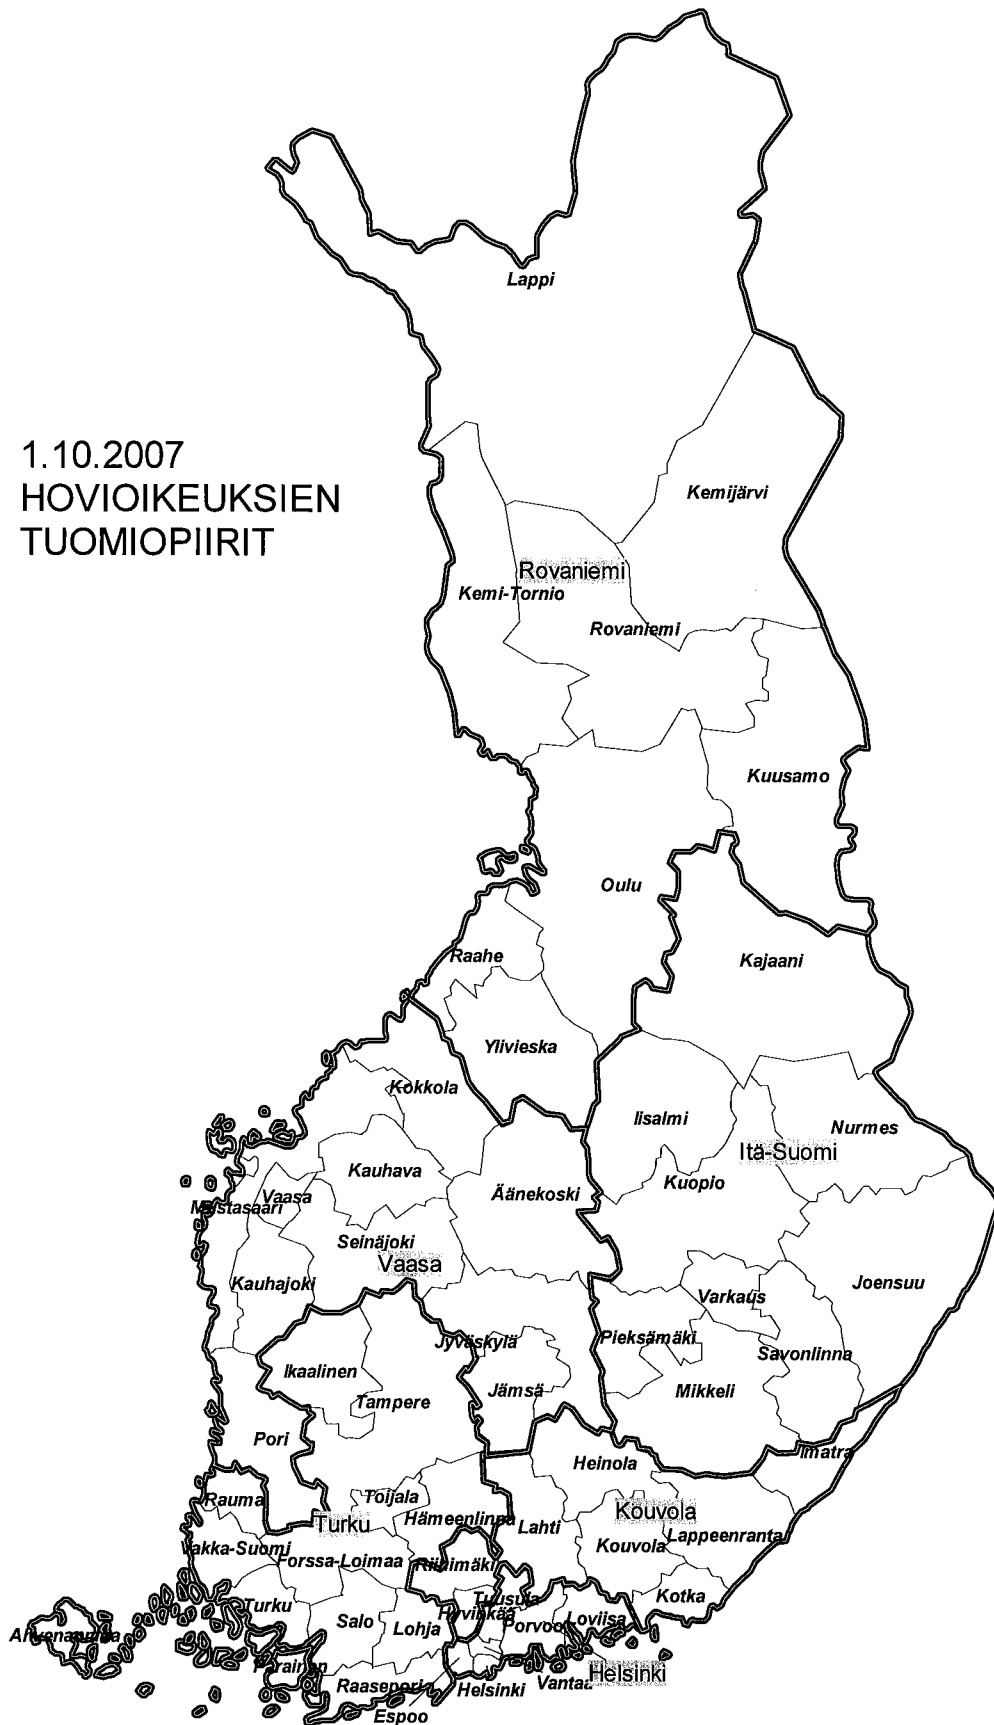 Lappi
1.10.2007
HOVIOIKEUKSIEN
TUOMIOPIIRIT
Kemijärvi
Rovaniemi
Kemi-Tornio
Rovaniemi
Kuusamo
Oulu
Raahe
Kajaani
Ylivieska
Kokkola
Iisalmi
Nurmes
Itä-Suomi
Kauhava
Kuopio
Äänekoski
Vaasa
Mustasaari
Seinäjoki
Vaasa
Kauhajoki
Joensuu
Varkaus
Pieksämäki
Jyväskylä
Savonlinna
Ikaalinen
Jämsä
Mikkeli
Tampere
Pori
Imatra
Heinola
Rauma
Toijala
Kouvola
Turku
Hämeenlinna
Lahti
Lappeenranta
Kouvola
Vakka-Suomi
Forssa-Loimaa
Riihimäki
Kotka
Tuusula
Turku
Hyvinkää
Salo
Lohja
Porvoo
Loviisa
Ahvenanmaa
Parainen
Helsinki
Raasepori
Helsinki
Vantaa
Espoo